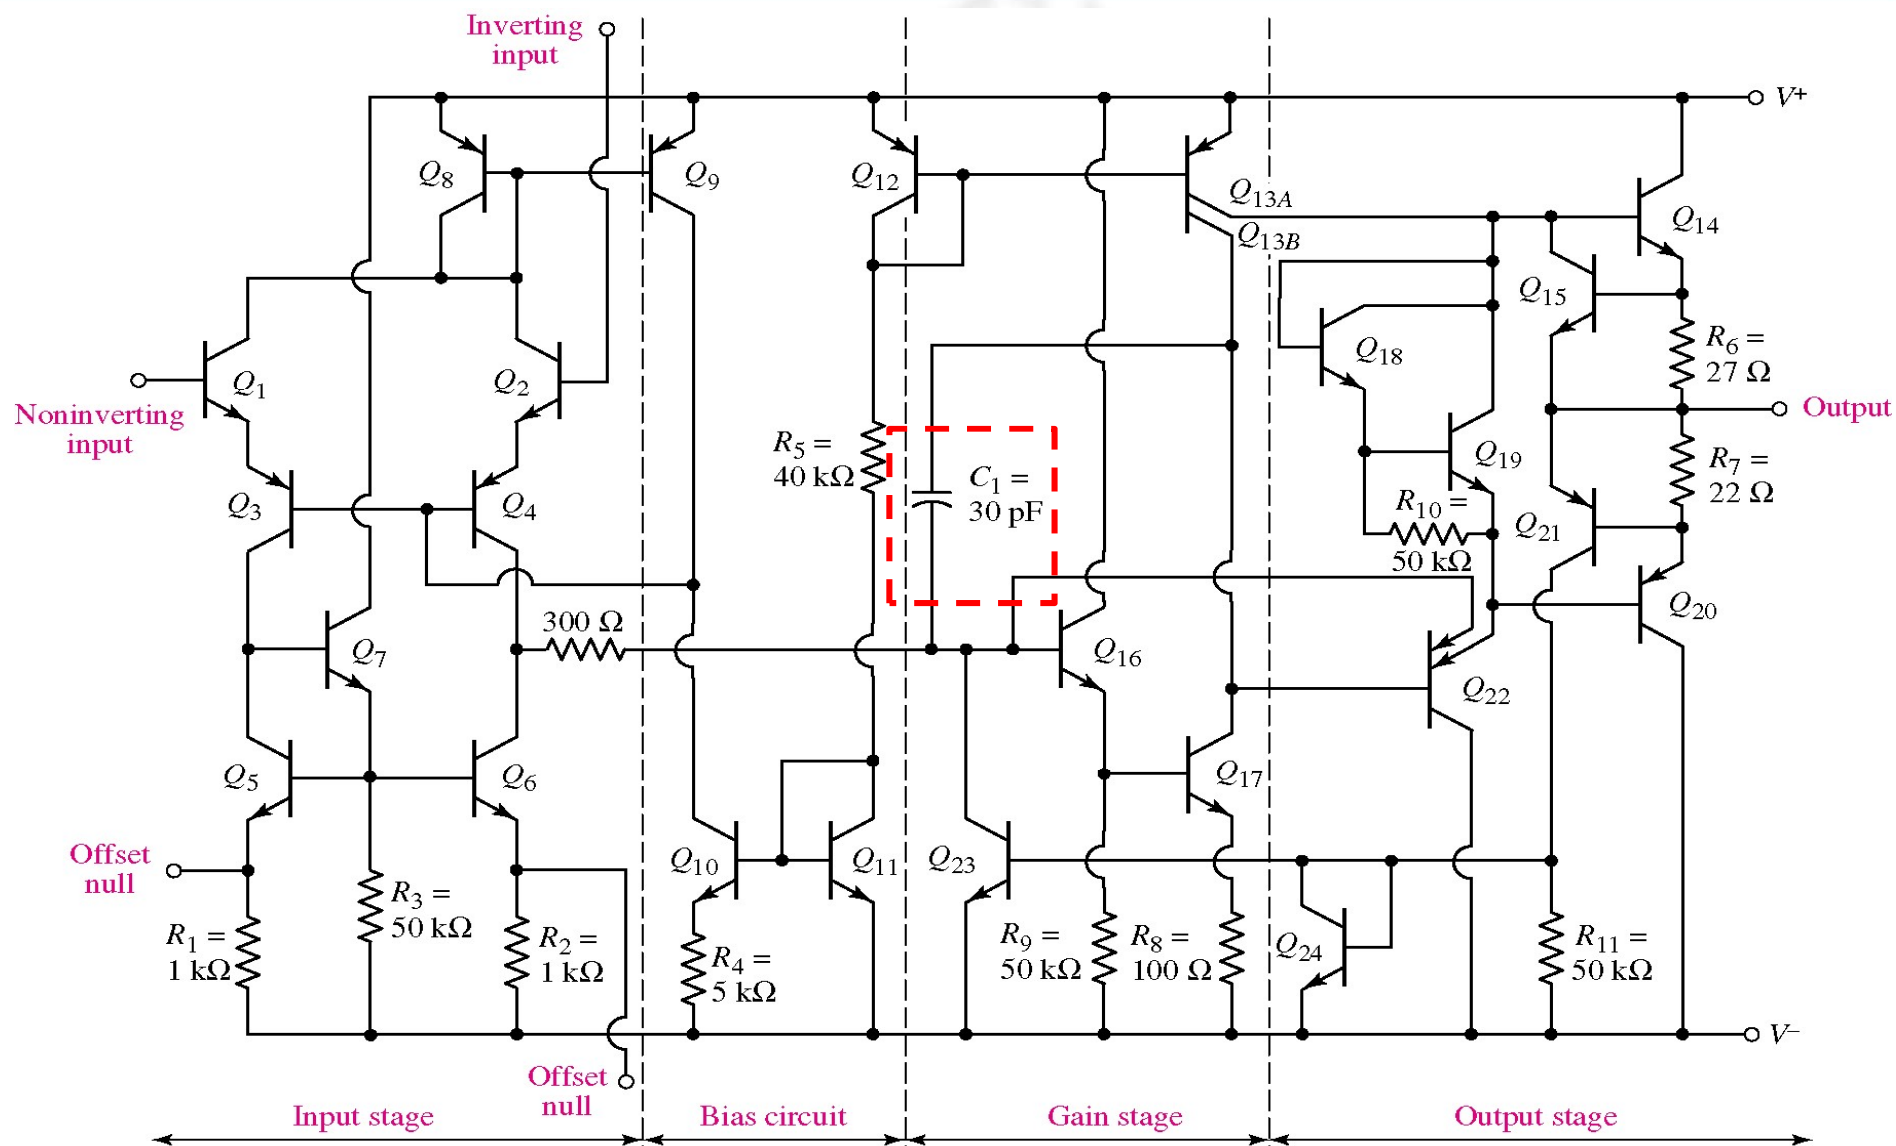 Inverting
input
V⁺
Q₈
Q₉
Q₁₂
Q₁₃A
Q₁₃B
Q₁₄
Q₁₅
Q₁
Q₂
Q₁₈
R₆ =
27 Ω
Noninverting
input
Output
R₅ =
40 kΩ
C₁ =
30 pF
Q₁₉
R₇ =
22 Ω
Q₃
Q₄
R₁₀ =
50 kΩ
Q₂₁
Q₂₀
300 Ω
Q₇
Q₁₆
Q₂₂
Q₅
Q₆
Q₁₇
Offset
null
Q₁₀
Q₁₁
Q₂₃
R₃ =
50 kΩ
R₁ =
1 kΩ
R₂ =
1 kΩ
R₄ =
5 kΩ
R₉ =
50 kΩ
R₈ =
100 Ω
Q₂₄
R₁₁ =
50 kΩ
V⁻
Offset
null
Input stage
Bias circuit
Gain stage
Output stage